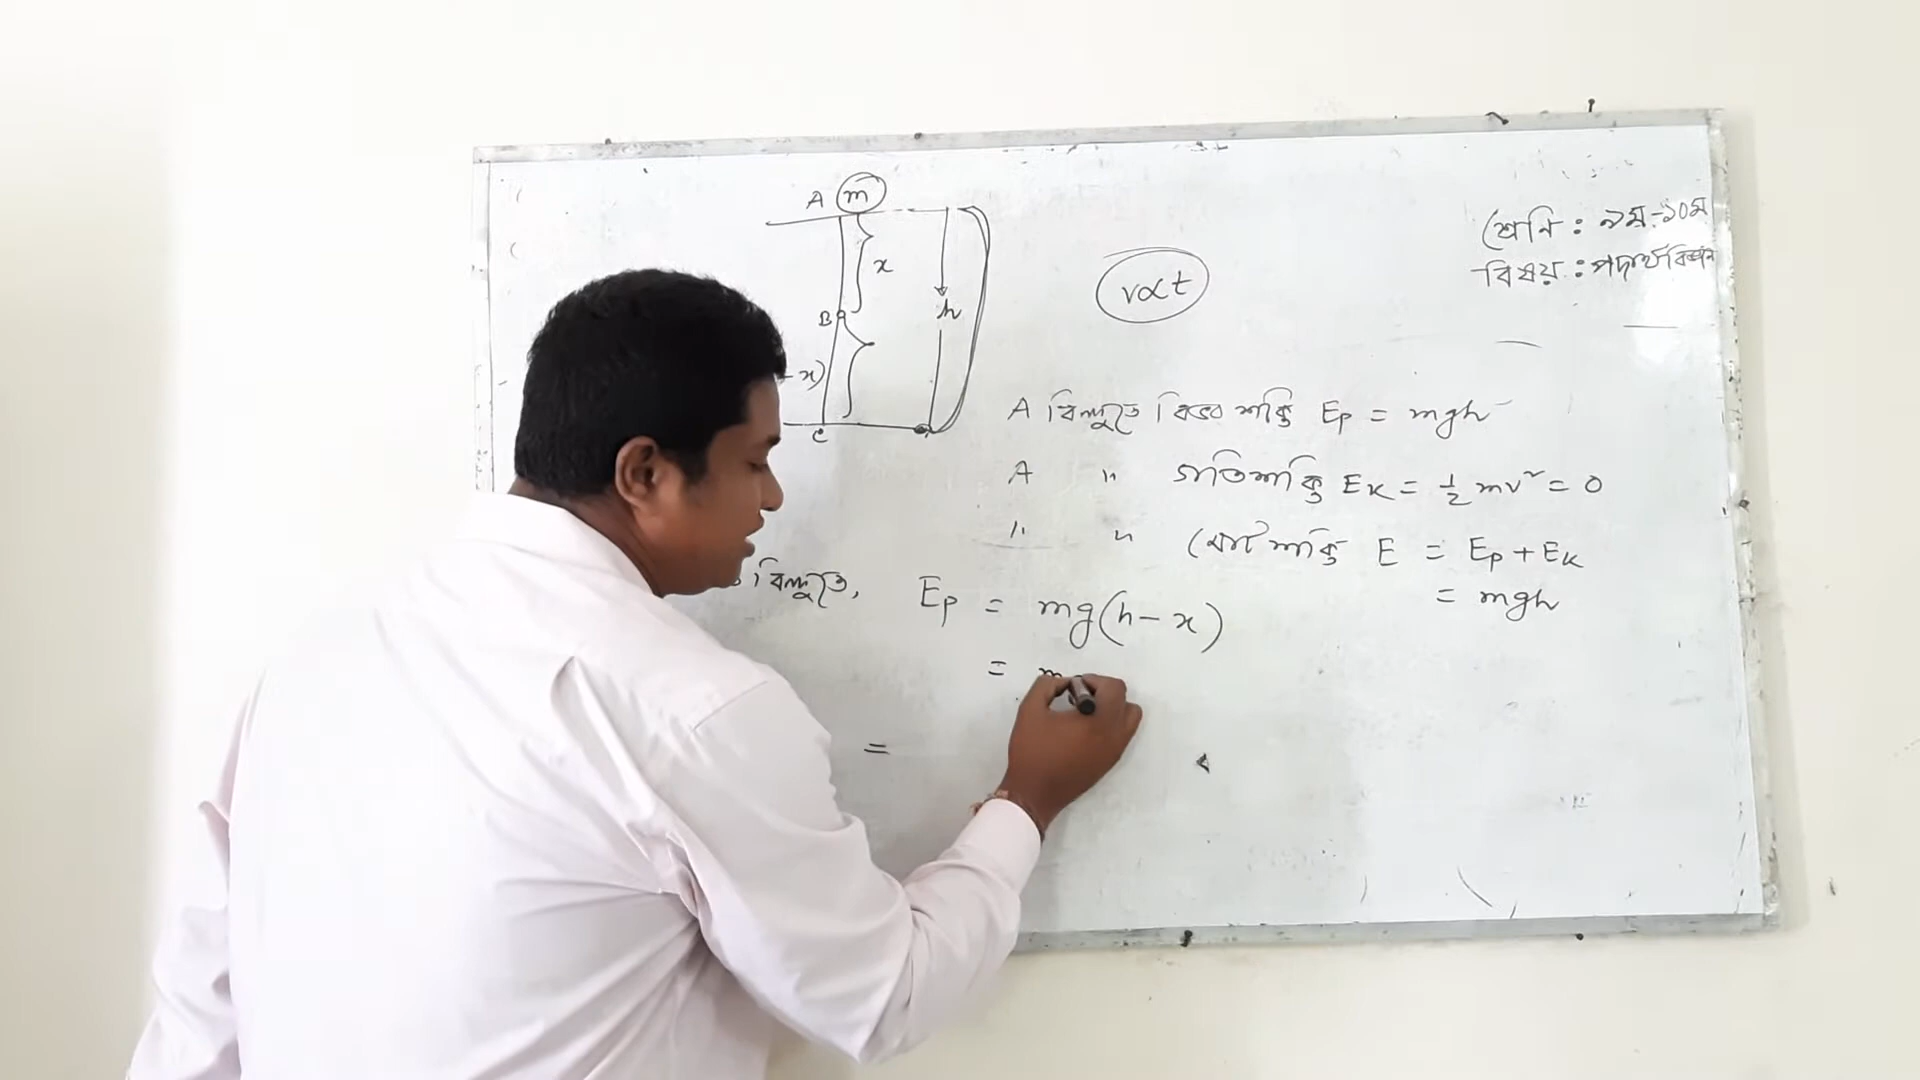 A m
x
B
h
- x)
C
v∝t
শ্রেণি : ৯ম-১০ম
বিষয় : পদার্থবিজ্ঞান
A বিন্দুতে বিভব শক্তি Ep = mgh
A " গতিশক্তি Ek = ½ mv² = 0
" " মোট শক্তি E = Ep + Ek
= mgh
বিন্দুতে, Ep = mg(h - x)
= m
=